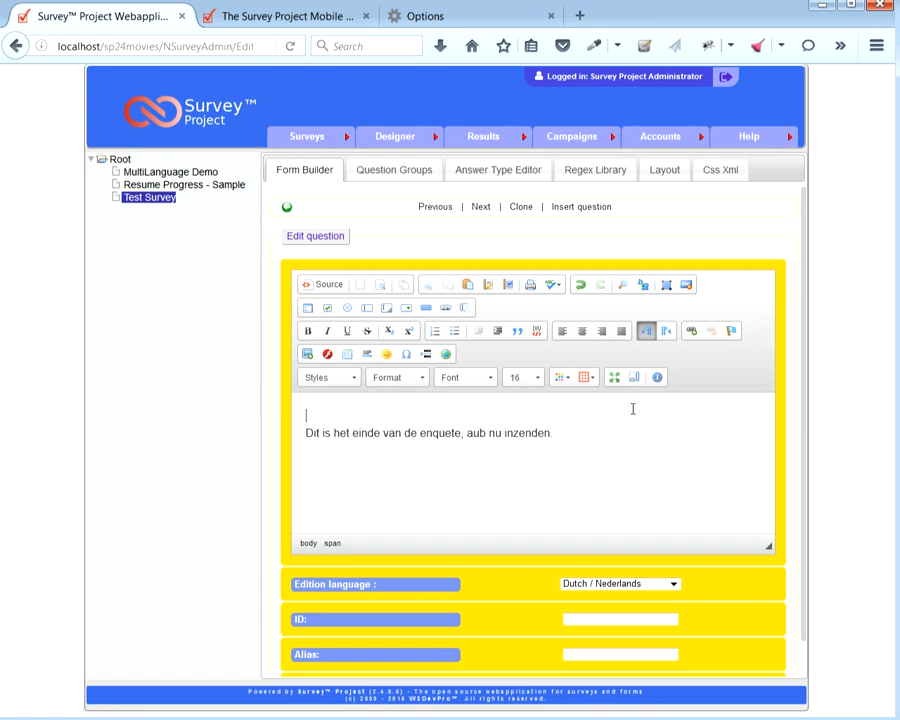 Survey™ Project Webappli...
The Survey Project Mobile ...
Options
localhost/sp24movies/NSurveyAdmin/Edit
Search
Logged in: Survey Project Administrator
Survey™
Project
Surveys
Designer
Results
Campaigns
Accounts
Help
Root
MultiLanguage Demo
Resume Progress - Sample
Test Survey
Form Builder
Question Groups
Answer Type Editor
Regex Library
Layout
Css Xml
Previous | Next | Clone | Insert question
Edit question
Source
Styles
Format
Font
16
Dit is het einde van de enquete, aub nu inzenden.
body span
Edition language :
Dutch / Nederlands
ID:
Alias:
Powered by Survey™ Project (2.4.0.0) - The open source webapplication for surveys and forms
(c) 2009 - 2016 W3DevPro™. All rights reserved.